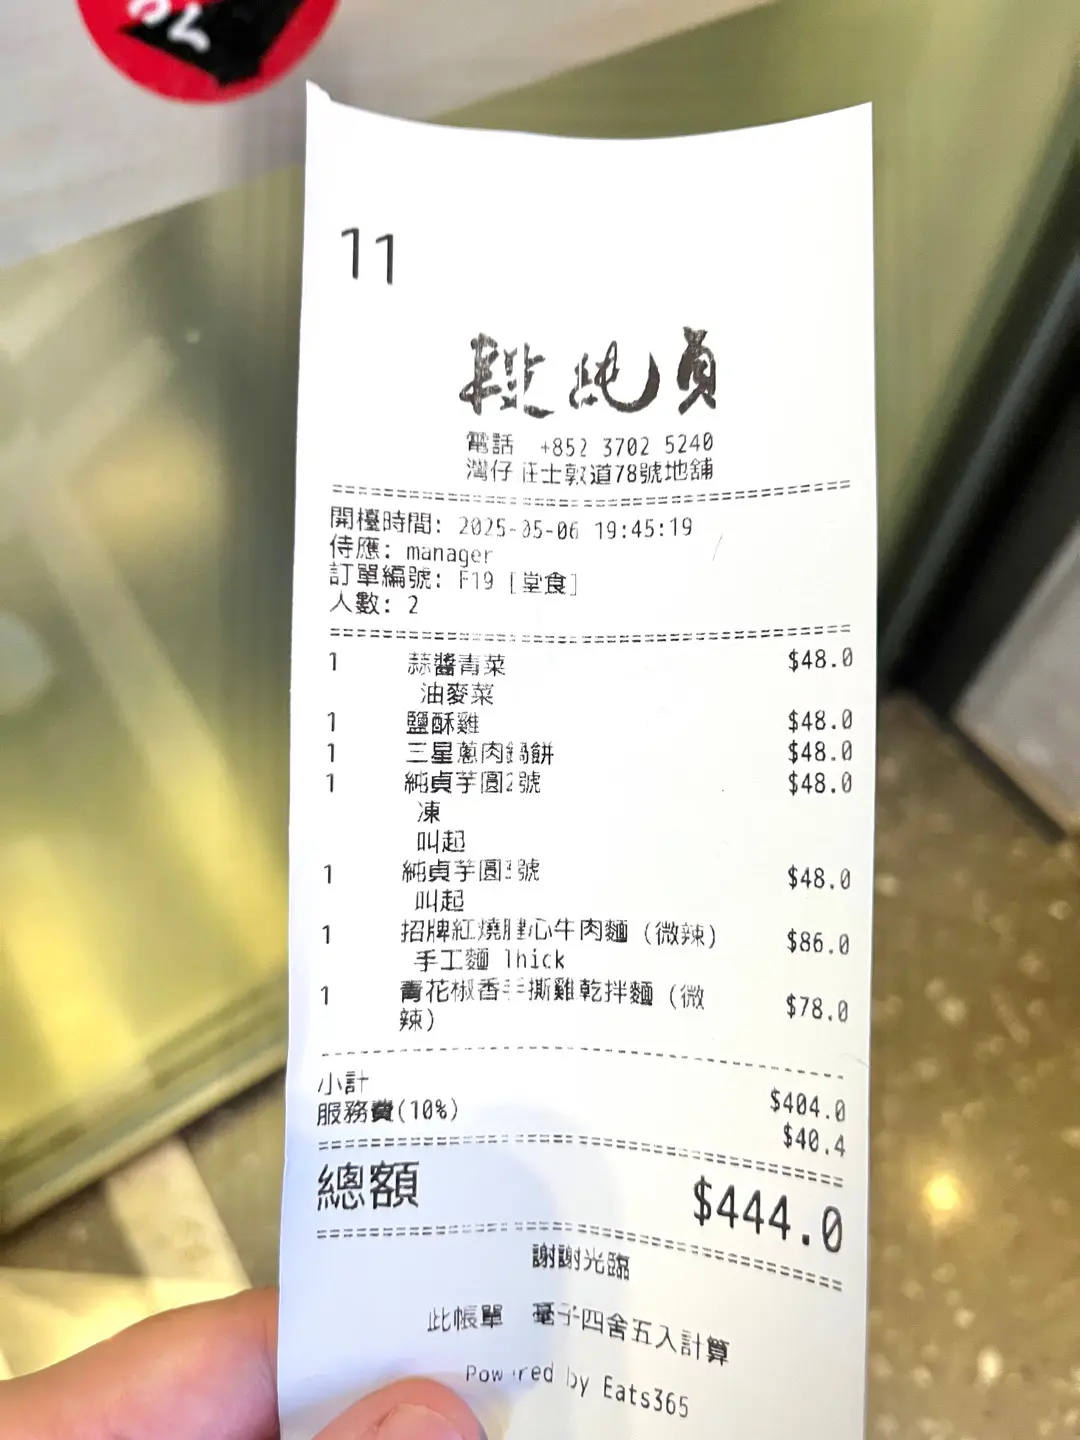 11
段純貞
電話 +852 3702 5240
灣仔莊士敦道78號地舖
開檯時間: 2025-05-06 19:45:19
侍應: manager
訂單編號: F19 [堂食]
人數: 2
1 蒜醬青菜 $48.0
油麥菜
1 鹽酥雞 $48.0
1 三星蔥肉鍋餅 $48.0
1 純貞芋圓2號 $48.0
凍
叫起
1 純貞芋圓3號 $48.0
叫起
1 招牌紅燒腱心牛肉麵 (微辣) $86.0
手工麵 Thick
1 青花椒香手撕雞乾拌麵 (微 $78.0
辣)
小計 $404.0
服務費(10%) $40.4
總額 $444.0
謝謝光臨
此帳單 毫子四舍五入計算
Powered by Eats365